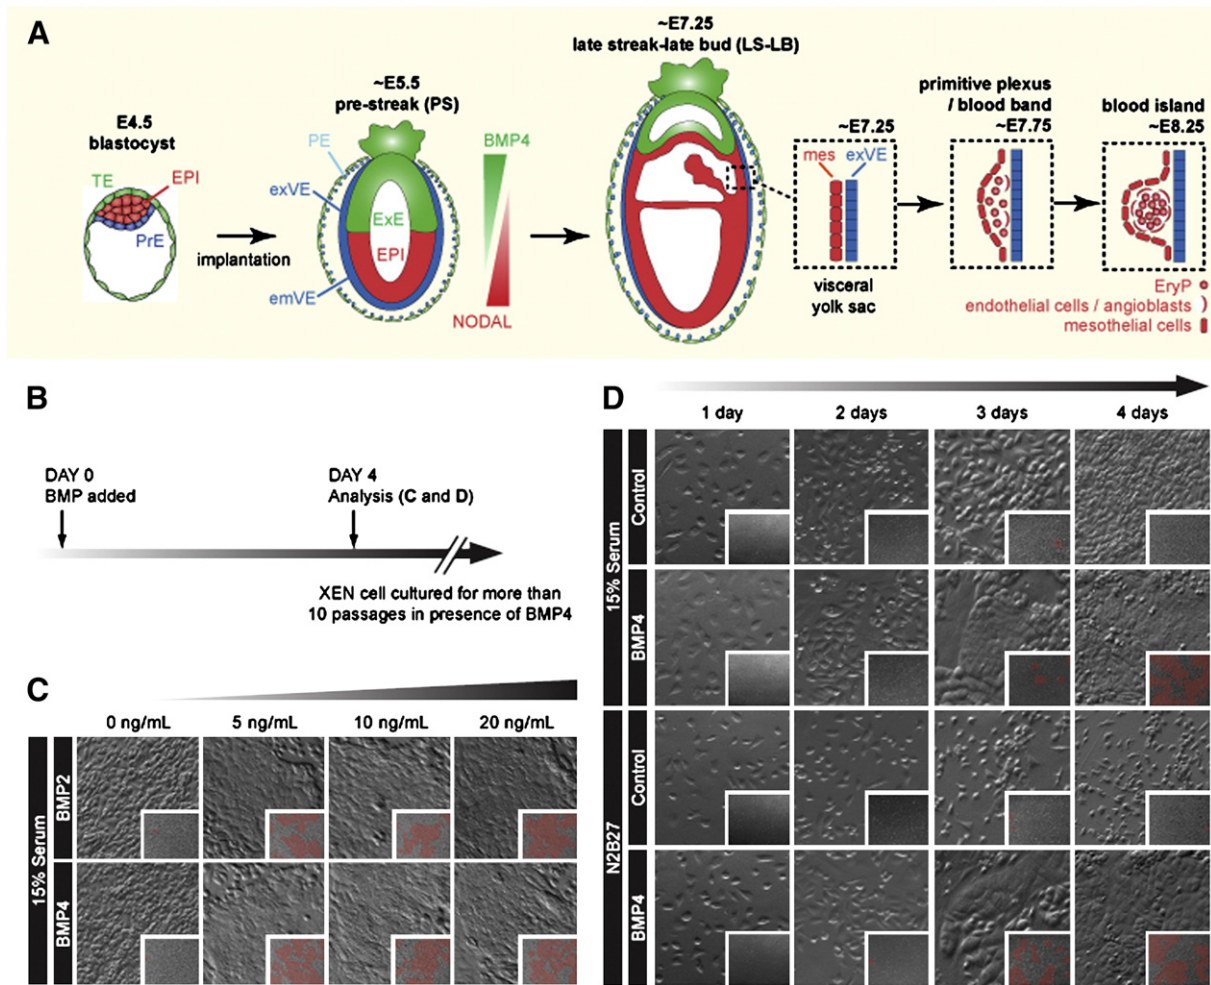 A
E4.5
blastocyst
TE
EPI
PrE
implantation
~E5.5
pre-streak (PS)
PE
exVE
emVE
ExE
EPI
BMP4
NODAL
~E7.25
late streak-late bud (LS-LB)
~E7.25
mes exVE
visceral
yolk sac
primitive plexus
/ blood band
~E7.75
blood island
~E8.25
EryP
endothelial cells / angioblasts
mesothelial cells
B
DAY 0
BMP added
DAY 4
Analysis (C and D)
XEN cell cultured for more than
10 passages in presence of BMP4
C
0 ng/mL 5 ng/mL 10 ng/mL 20 ng/mL
15% Serum
BMP2
BMP4
D
1 day 2 days 3 days 4 days
15% Serum
Control
BMP4
N2B27
Control
BMP4